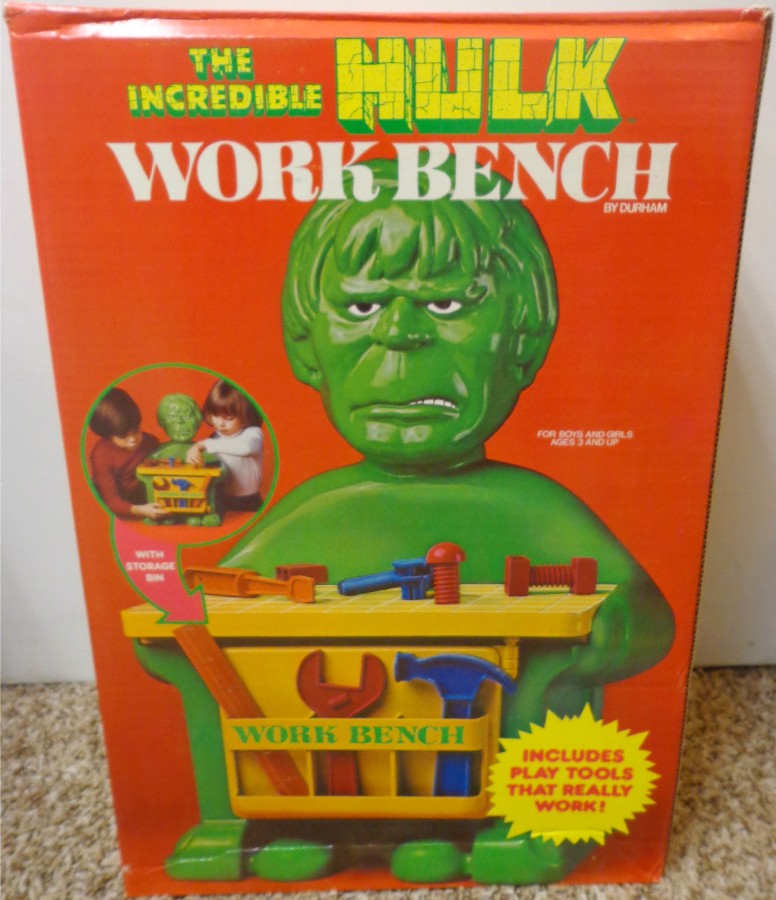 THE
INCREDIBLE HULK
WORK BENCH
BY DURHAM
FOR BOYS AND GIRLS
AGES 3 AND UP
WITH
STORAGE
BIN
WORK BENCH
INCLUDES
PLAY TOOLS
THAT REALLY
WORK!